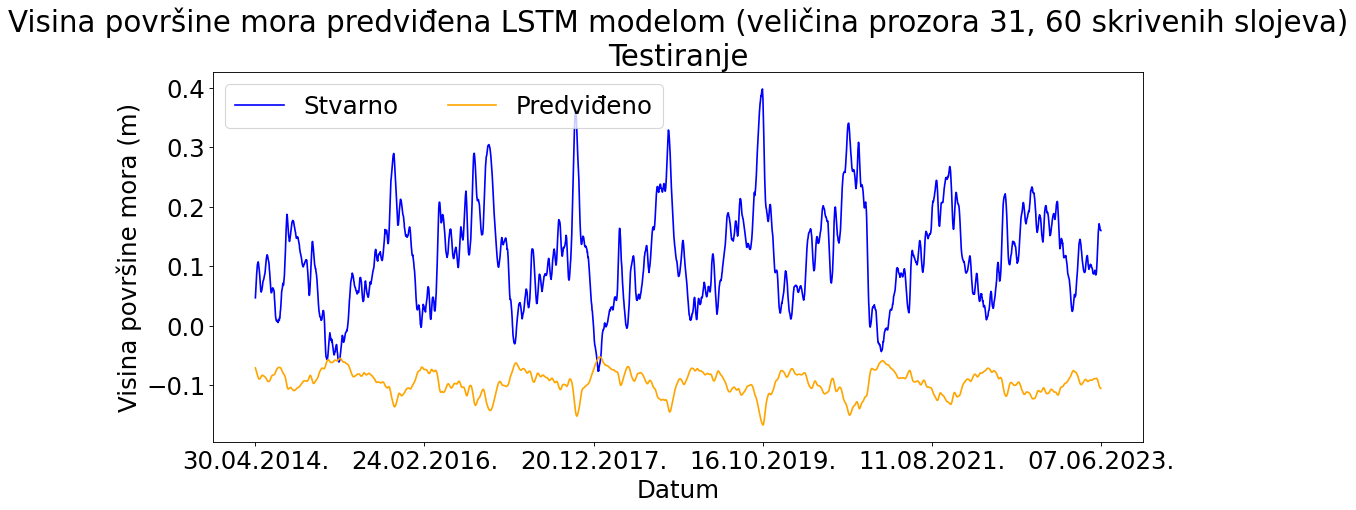 Visina površine mora predviđena LSTM modelom (veličina prozora 31, 60 skrivenih slojeva)
Testiranje
Stvarno Predviđeno
Visina površine mora (m)
0.4
0.3
0.2
0.1
0.0
−0.1
30.04.2014. 24.02.2016. 20.12.2017. 16.10.2019. 11.08.2021. 07.06.2023.
Datum